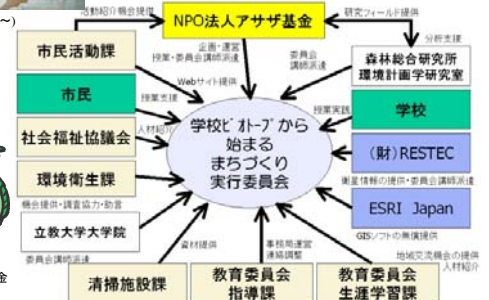 ～)
活動紹介機会提供
NPO法人アサザ基金
研究フィールド提供
市民活動課
企画・運営
授業・委員会講師派遣
委員会
講師派遣
分析支援
森林総合研究所
環境計画学研究室
Webサイト提供
市民
授業支援
授業実践
学校
社会福祉協議会
人材紹介
学校ビオトープから
始まる
まちづくり
実行委員会
(財)RESTEC
衛星情報の提供・委員会講師派遣
環境衛生課
機会提供・調査協力・助言
ESRI Japan
GISソフトの無償提供
立教大学大学院
委員会講師派遣
資材提供
事務局運営
連絡調整
地域交流機会の提供
人材紹介
金
清掃施設課
教育委員会
指導課
教育委員会
生涯学習課